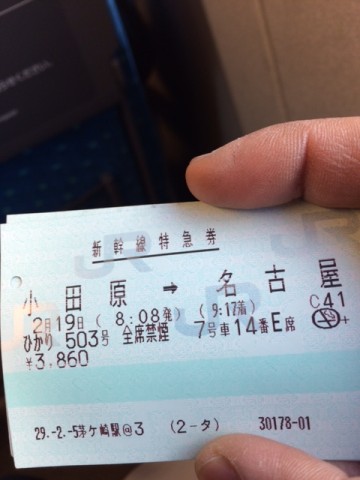 新幹線特急券
小田原 → 名古屋
2月19日 ( 8:08発) ( 9:17着) C41
ひかり 503号 全席禁煙 7号車14番E席
¥3,860
29.-2.-5茅ケ崎駅@3 (2-タ) 30178-01